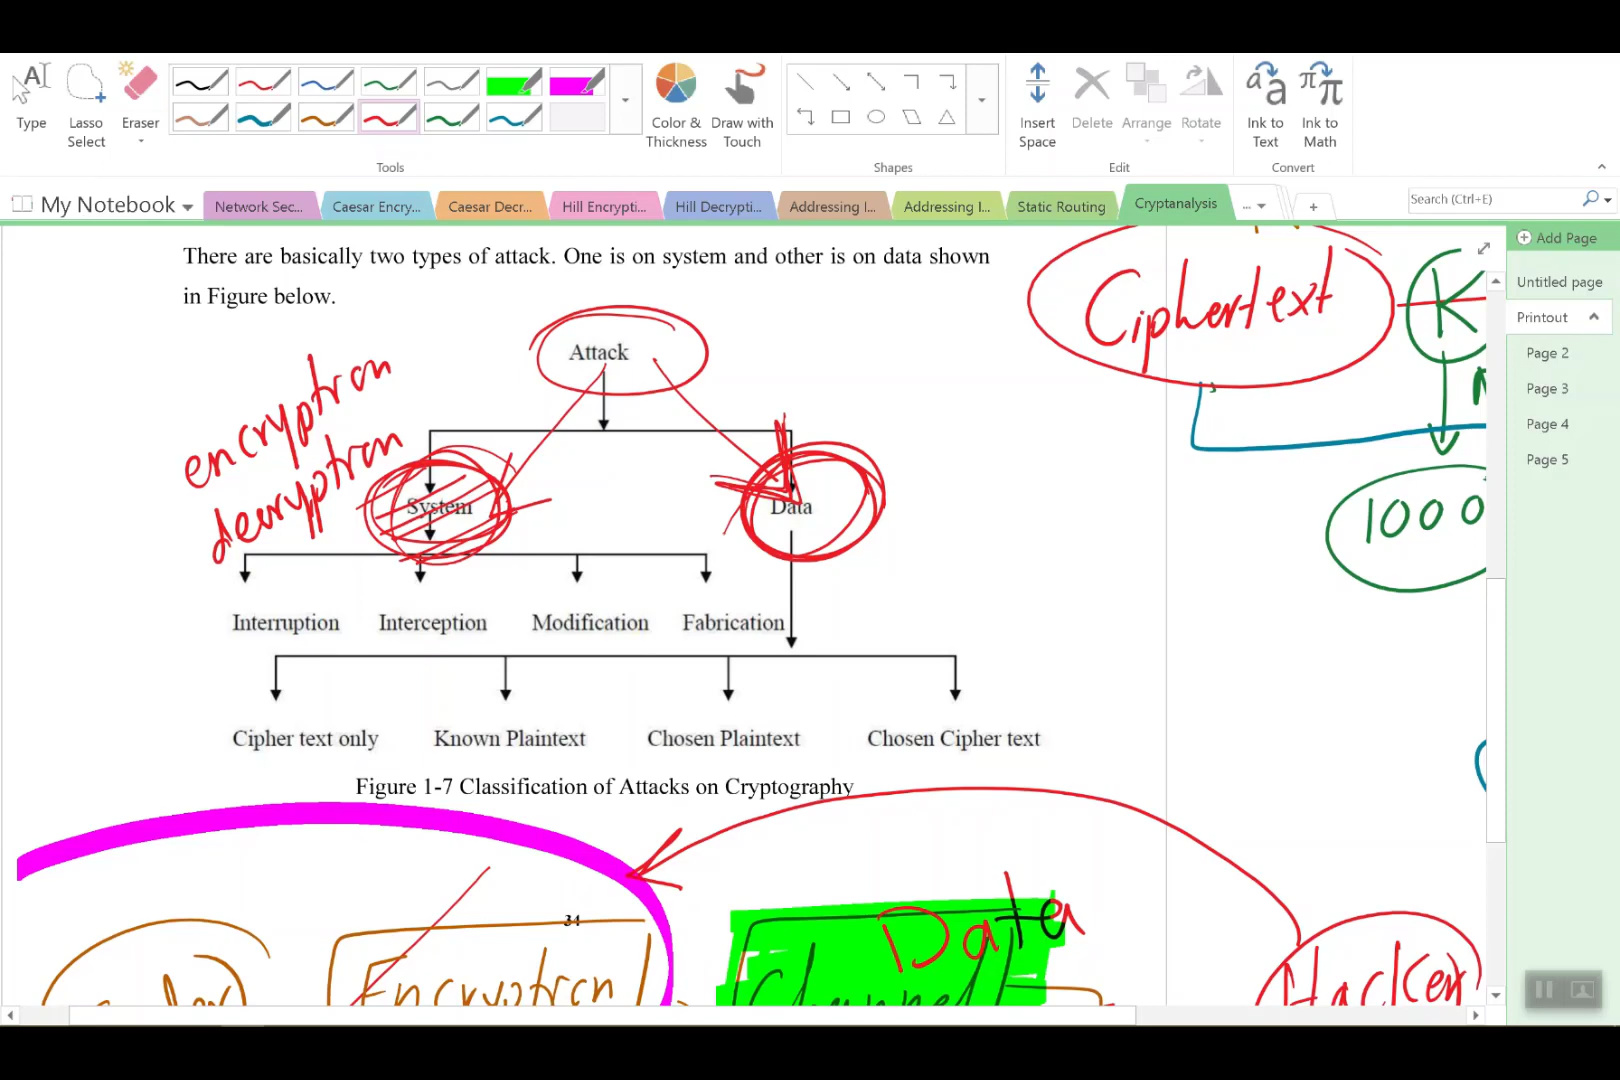 Type
Lasso Select
Eraser
Color & Thickness
Draw with Touch
Insert Space
Delete
Arrange
Rotate
Ink to Text
Ink to Math
Tools
Shapes
Edit
Convert
My Notebook
Network Sec...
Caesar Encry...
Caesar Decr...
Hill Encrypti...
Hill Decrypti...
Addressing I...
Addressing I...
Static Routing
Cryptanalysis
...
Search (Ctrl+E)
Add Page
Untitled page
Printout
Page 2
Page 3
Page 4
Page 5
There are basically two types of attack. One is on system and other is on data shown
in Figure below.
Ciphertext
K
Attack
encryption
decryption
System
Data
1000
Interruption Interception Modification Fabrication
Cipher text only Known Plaintext Chosen Plaintext Chosen Cipher text
Figure 1-7 Classification of Attacks on Cryptography
34
Data
Encryption
Channel
Hacker